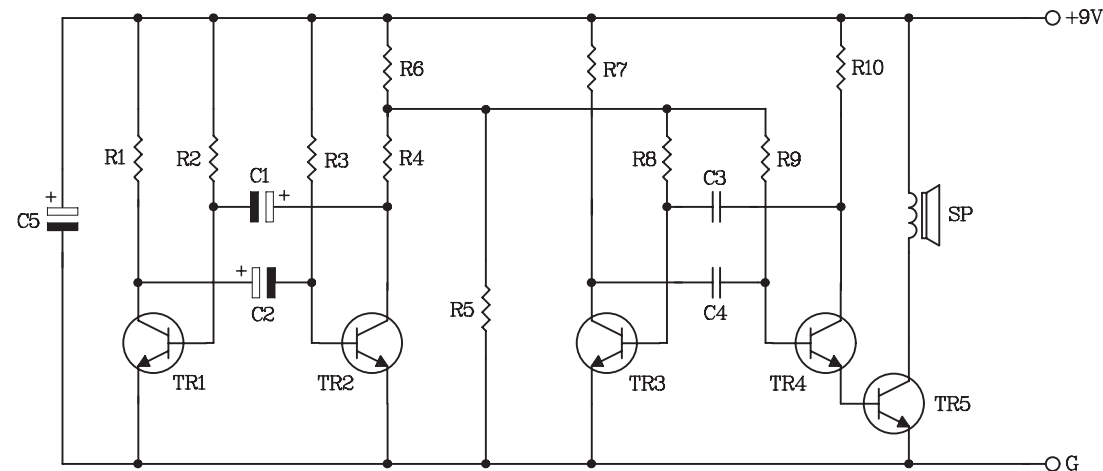 +9V
R6
R7
R10
R1
R2
R3
R4
R8
R9
C1
+
C3
+
C5
SP
+
C2
C4
R5
TR1
TR2
TR3
TR4
TR5
G